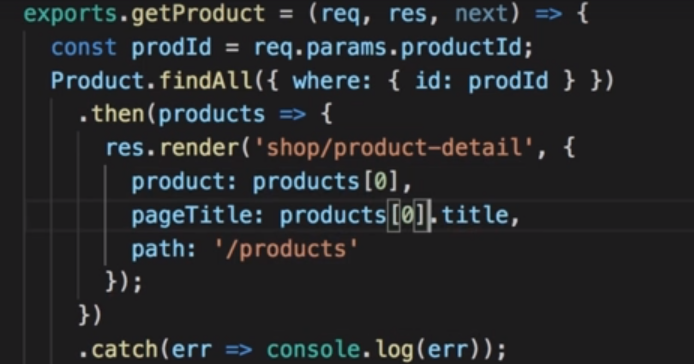 exports.getProduct = (req, res, next) => {
const prodId = req.params.productId;
Product.findAll({ where: { id: prodId } })
.then(products => {
res.render('shop/product-detail', {
product: products[0],
pageTitle: products[0].title,
path: '/products'
});
})
.catch(err => console.log(err));